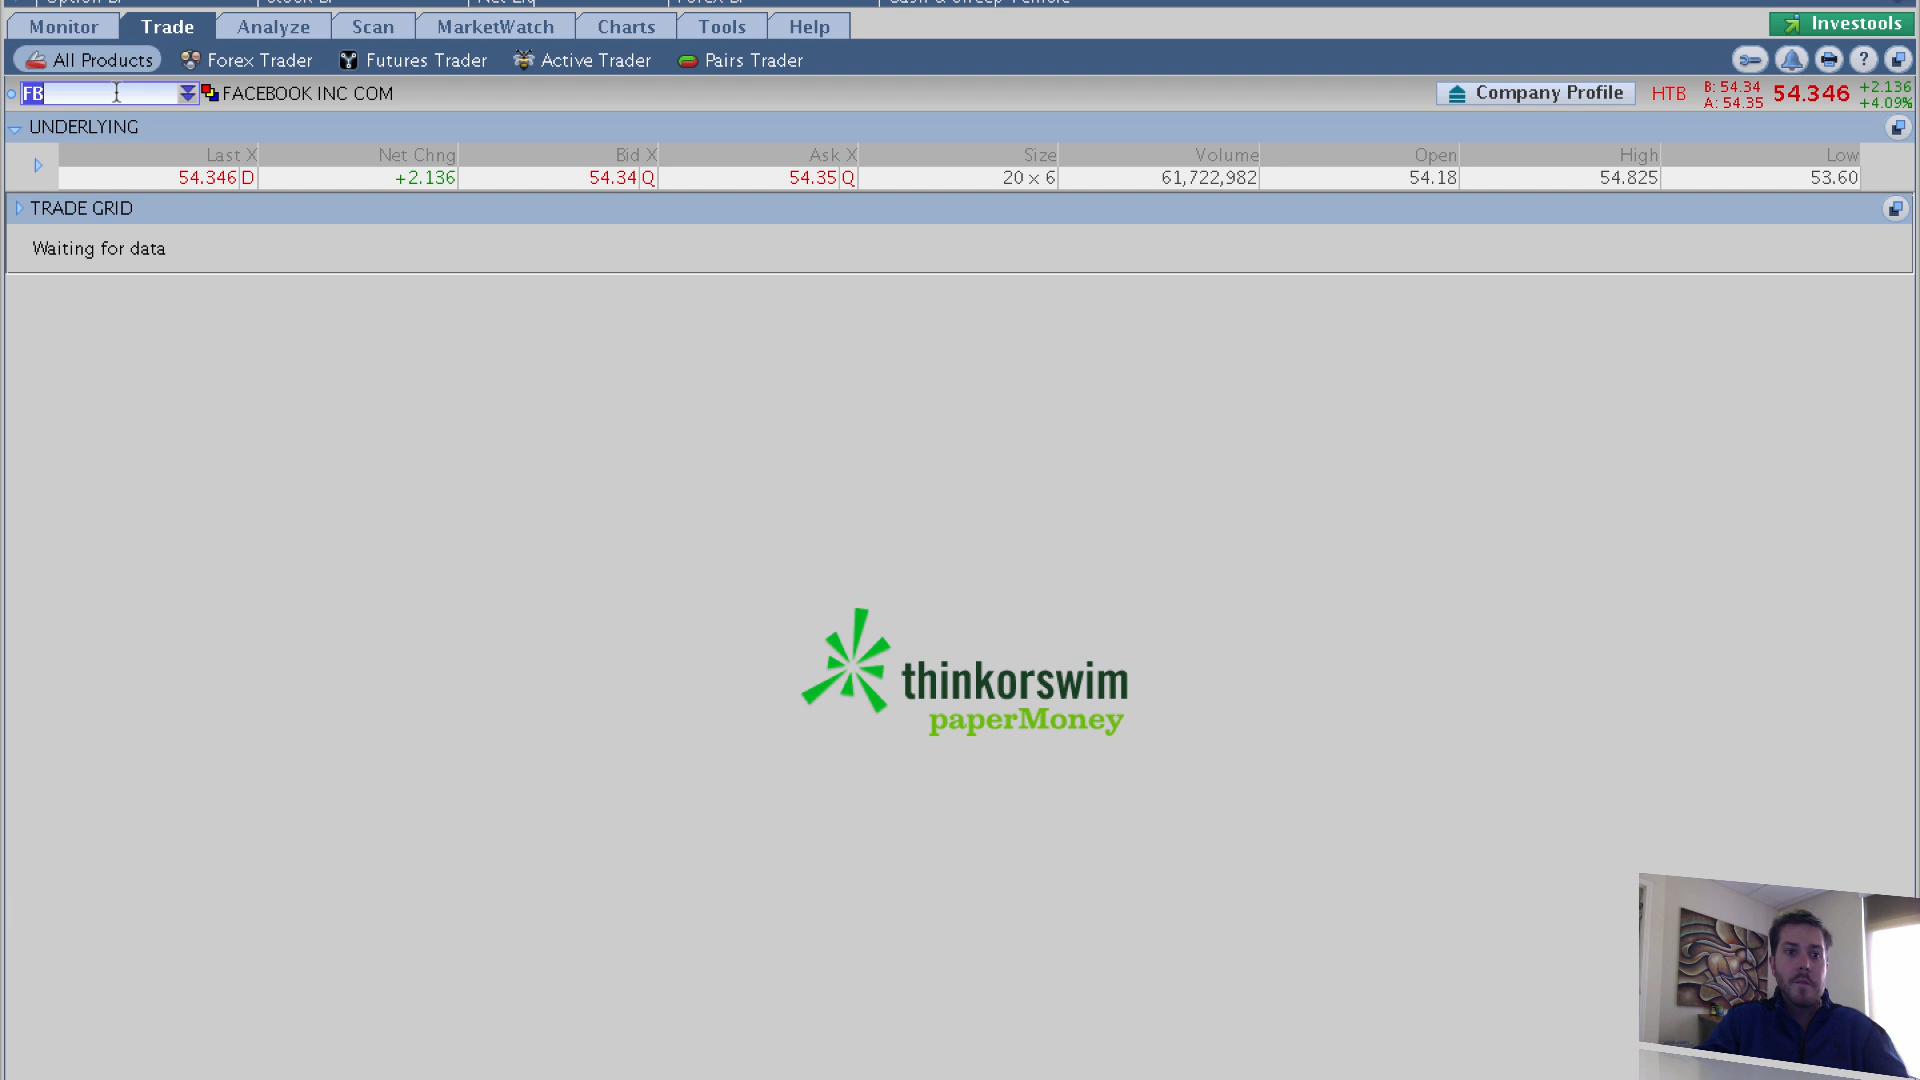 Monitor Trade Analyze Scan MarketWatch Charts Tools Help Investools
All Products Forex Trader Futures Trader Active Trader Pairs Trader ?
FB FACEBOOK INC COM Company Profile HTB B: 54.34 A: 54.35 54.346 +2.136 +4.09%
UNDERLYING
Last X Net Chng Bid X Ask X Size Volume Open High Low
54.346 D +2.136 54.34 Q 54.35 Q 20 x 6 61,722,982 54.18 54.825 53.60
TRADE GRID
Waiting for data
thinkorswim
paperMoney